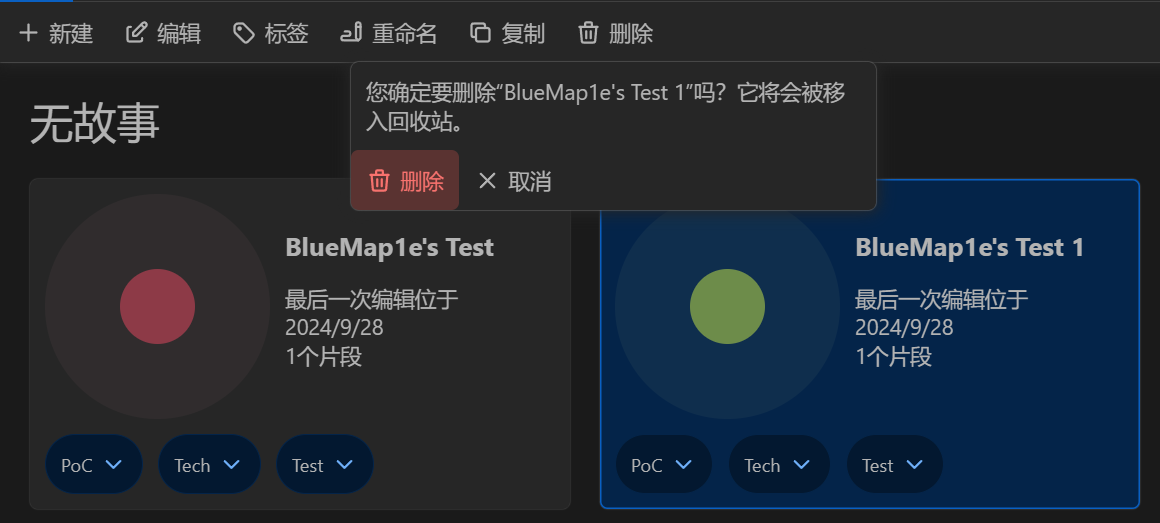 新建 编辑 标签 重命名 复制 删除
您确定要删除“BlueMap1e's Test 1”吗？它将会被移
入回收站。
删除 取消
无故事
BlueMap1e's Test
最后一次编辑位于
2024/9/28
1个片段
PoC Tech Test
BlueMap1e's Test 1
最后一次编辑位于
2024/9/28
1个片段
PoC Tech Test